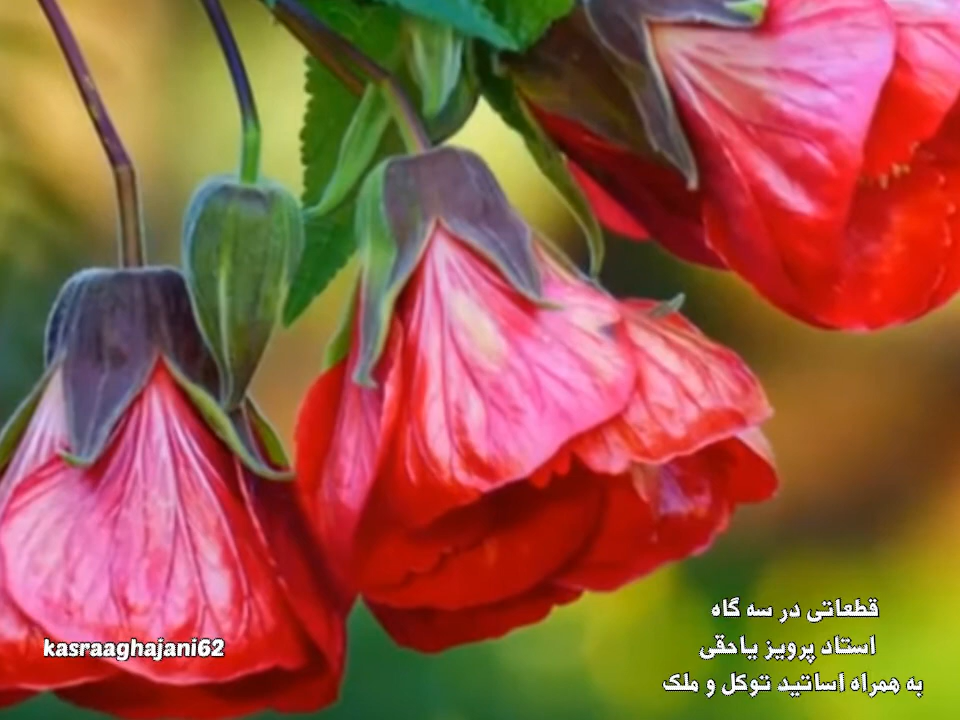 قطعاتی در سه گاه
استاد پرویز یاحقی
به همراه اساتید توکل و ملک
kasraaghajani62